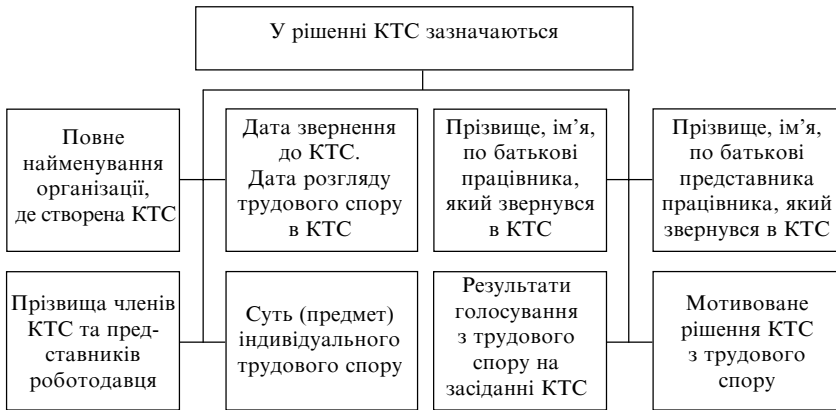 У рішенні КТС зазначаються
Повне
найменування
організації,
де створена КТС
Дата звернення
до КТС.
Дата розгляду
трудового спору
в КТС
Прізвище, ім’я,
по батькові
працівника,
який звернувся
в КТС
Прізвище, ім’я,
по батькові
представника
працівника, який
звернувся в КТС
Прізвища членів
КТС та пред-
ставників
роботодавця
Суть (предмет)
індивідуального
трудового спору
Результати
голосування
з трудового
спору на
засіданні КТС
Мотивоване
рішення КТС
з трудового
спору